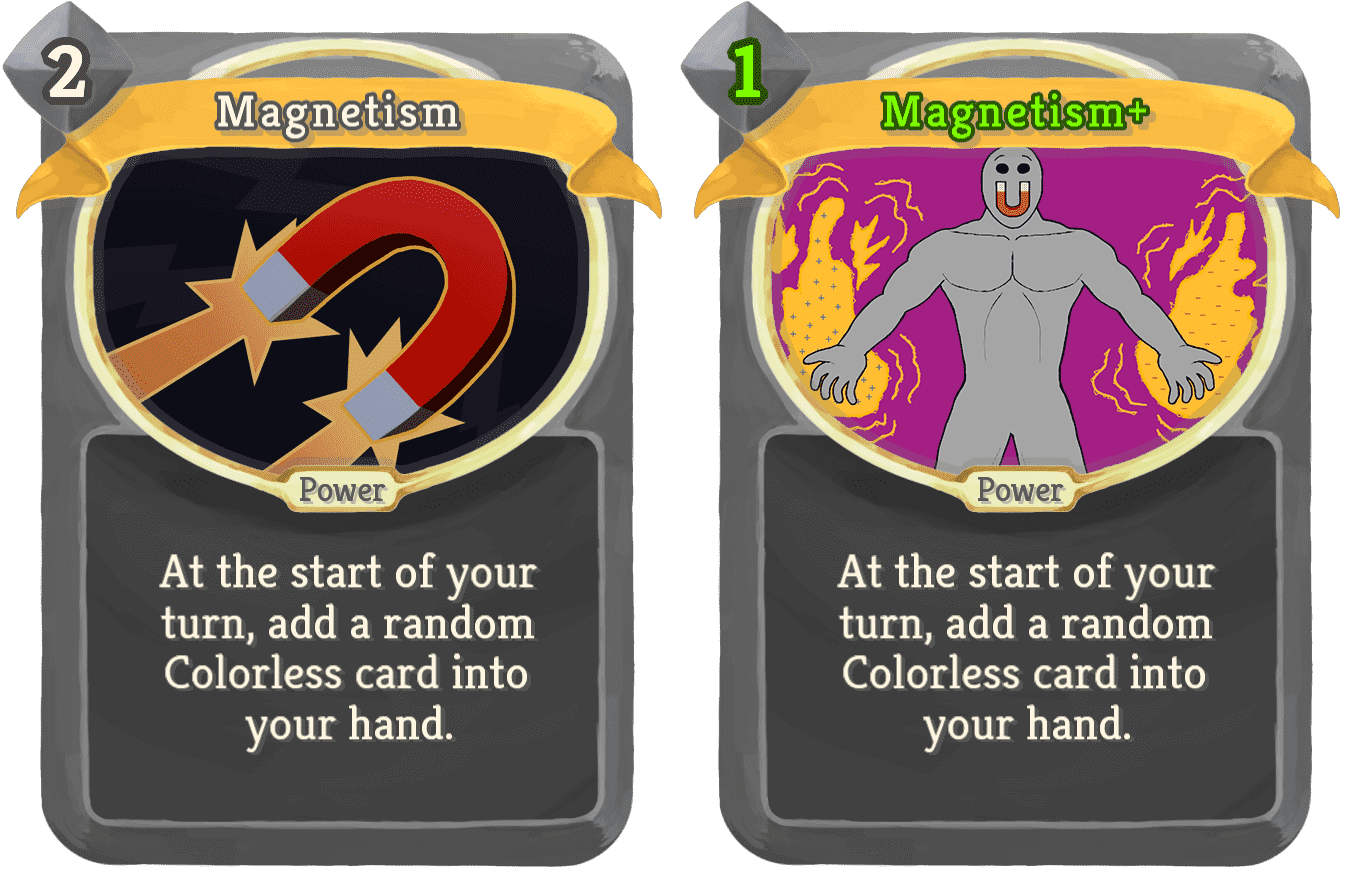 2
Magnetism
Power
At the start of your
turn, add a random
Colorless card into
your hand.
1
Magnetism+
Power
At the start of your
turn, add a random
Colorless card into
your hand.